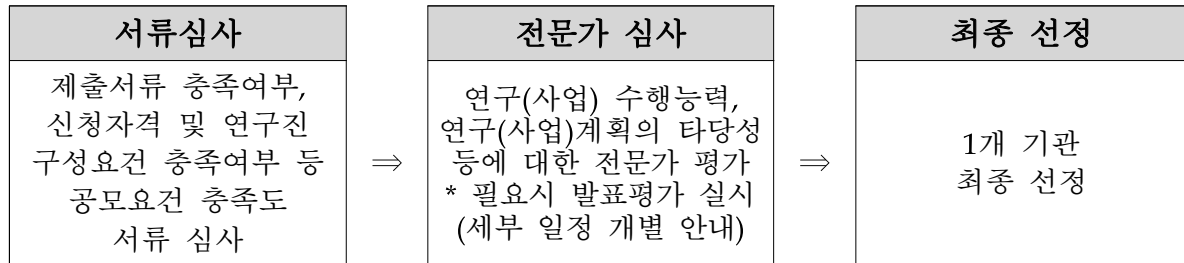 서류심사
제출서류 충족여부,
신청자격 및 연구진
구성요건 충족여부 등
공모요건 충족도
서류 심사
⇒
전문가 심사
연구(사업) 수행능력,
연구(사업)계획의 타당성
등에 대한 전문가 평가
* 필요시 발표평가 실시
(세부 일정 개별 안내)
⇒
최종 선정
1개 기관
최종 선정